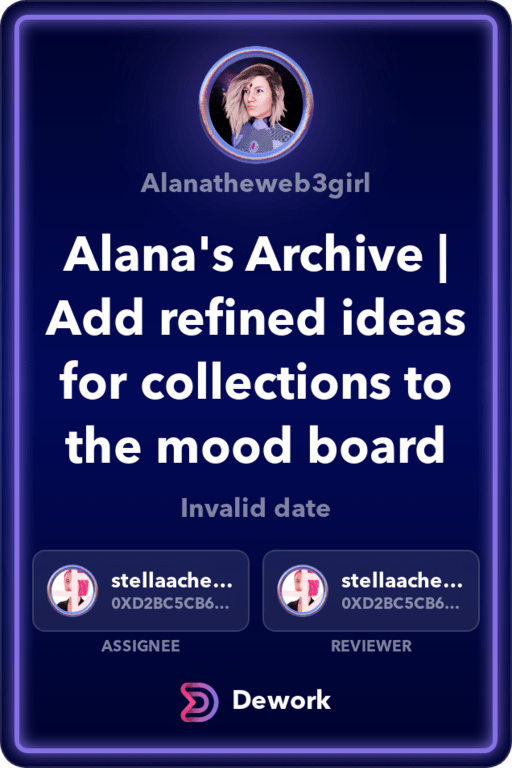 Alanatheweb3girl
Alana's Archive |
Add refined ideas
for collections to
the mood board
Invalid date
stellaache...
0XD2BC5CB6...
ASSIGNEE
stellaache...
0XD2BC5CB6...
REVIEWER
Dework